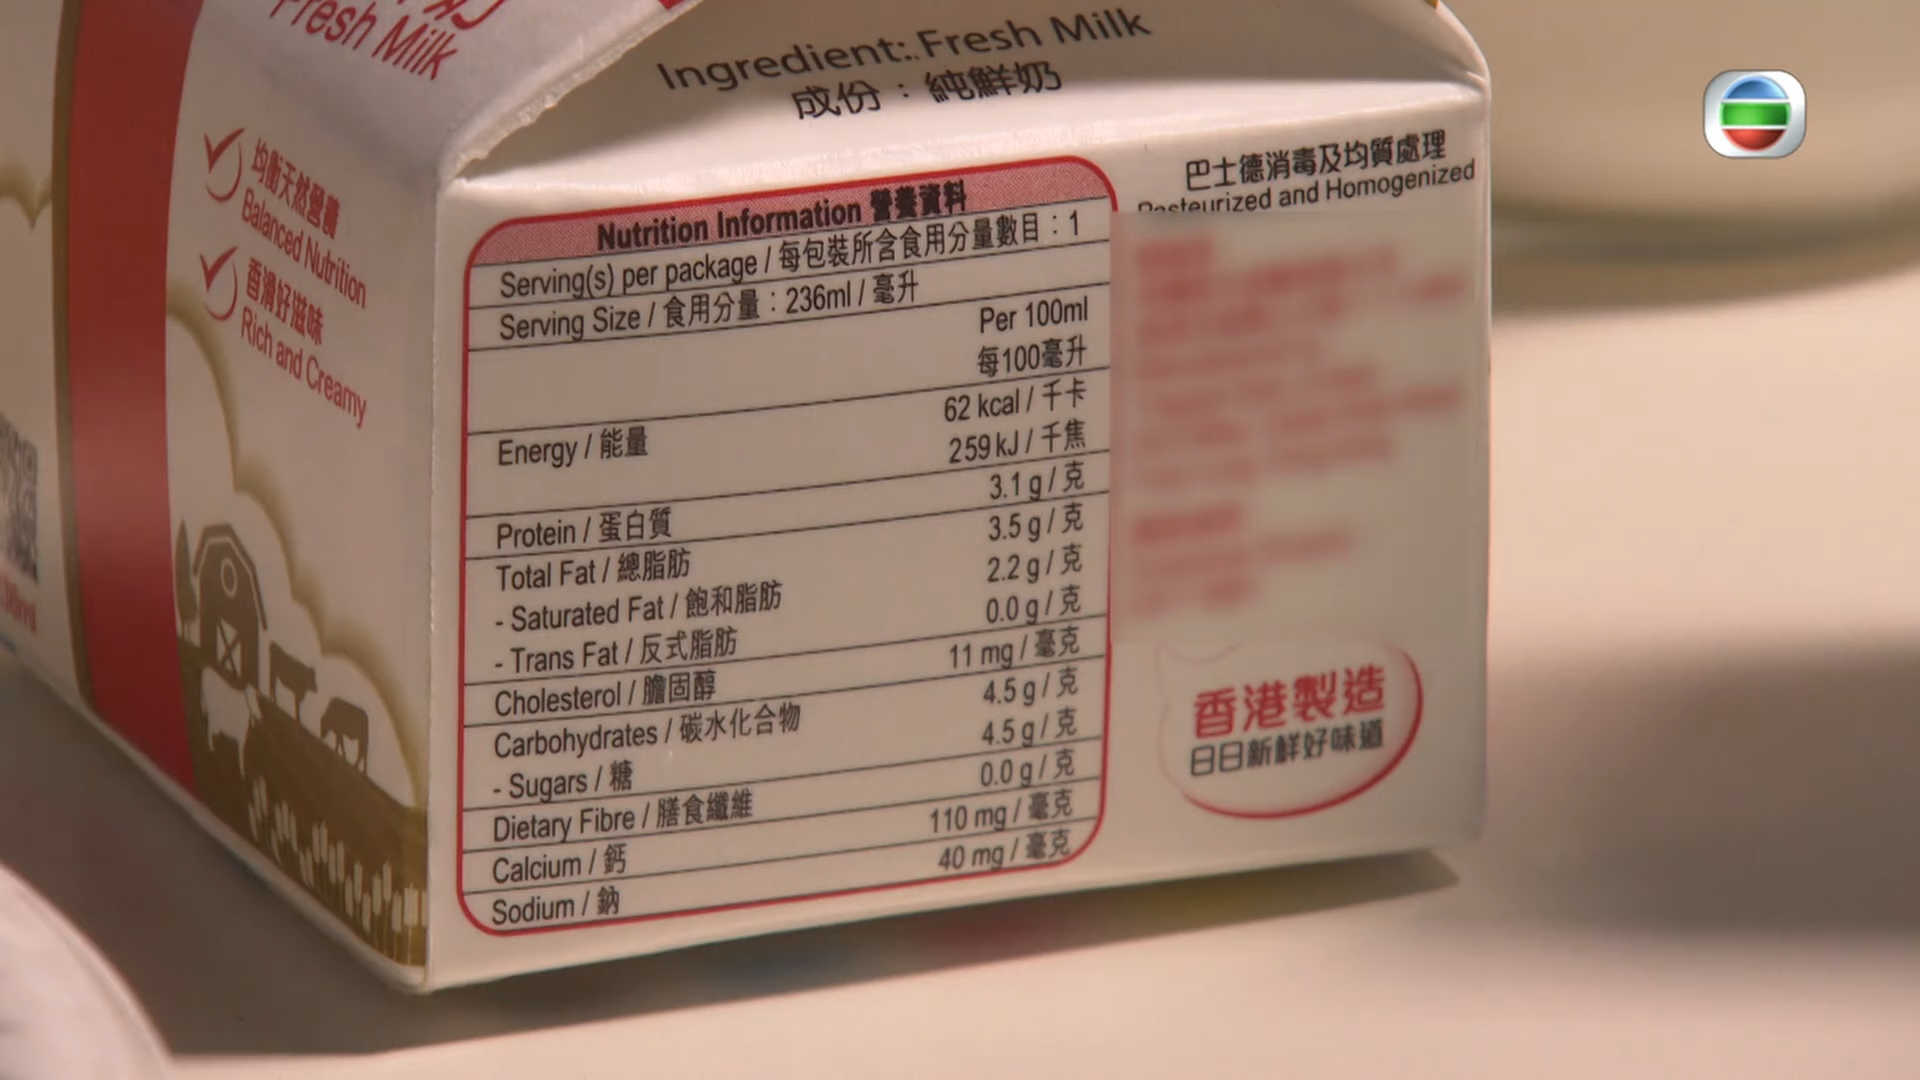 Fresh Milk
均衡天然營養
Balanced Nutrition
香滑好滋味
Rich and Creamy
Ingredient: Fresh Milk
成份：純鮮奶
Nutrition Information 營養資料
Serving(s) per package / 每包裝所含食用分量數目：1
Serving Size / 食用分量：236ml / 毫升
Per 100ml
每100毫升
Energy / 能量 62 kcal / 千卡
259 kJ / 千焦
Protein / 蛋白質 3.1 g / 克
Total Fat / 總脂肪 3.5 g / 克
- Saturated Fat / 飽和脂肪 2.2 g / 克
- Trans Fat / 反式脂肪 0.0 g / 克
Cholesterol / 膽固醇 11 mg / 毫克
Carbohydrates / 碳水化合物 4.5 g / 克
- Sugars / 糖 4.5 g / 克
Dietary Fibre / 膳食纖維 0.0 g / 克
Calcium / 鈣 110 mg / 毫克
Sodium / 鈉 40 mg / 毫克
巴士德消毒及均質處理
Pasteurized and Homogenized
香港製造
日日新鮮好味道